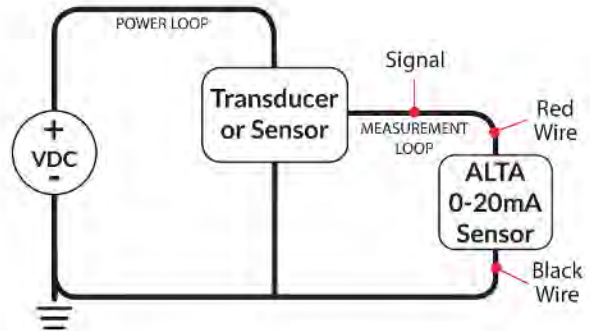 POWER LOOP
Signal
Transducer
or Sensor
MEASUREMENT
LOOP
Red
Wire
+
VDC
-
ALTA
0-20mA
Sensor
Black
Wire